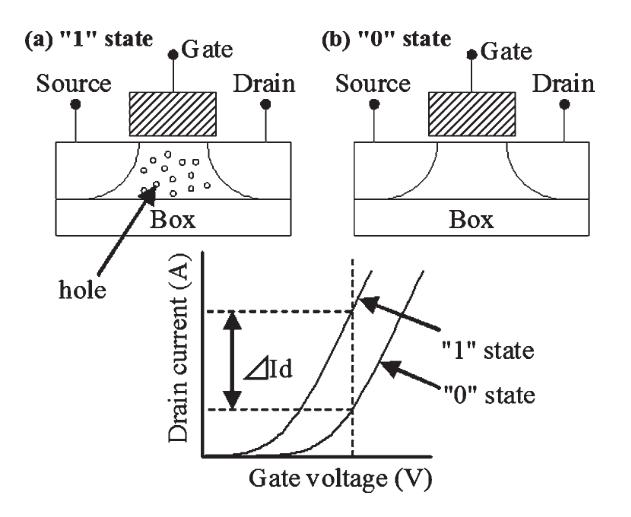 (a) "1" state
Gate
Source
Drain
Box
hole
(b) "0" state
Gate
Source
Drain
Box
Drain current (A)
⊿Id
"1" state
"0" state
Gate voltage (V)